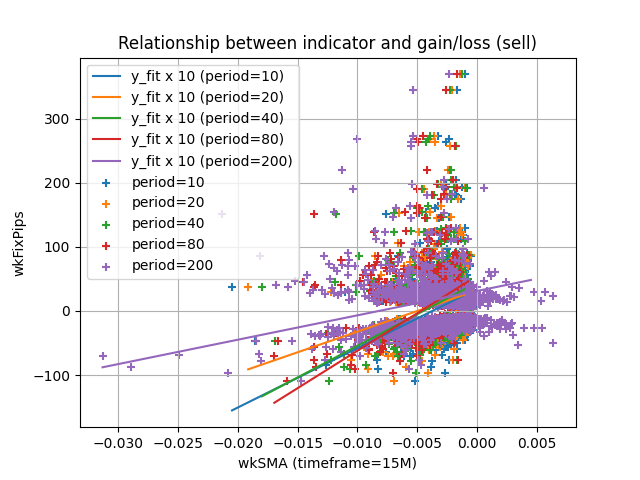 Relationship between indicator and gain/loss (sell)
y_fit x 10 (period=10)
y_fit x 10 (period=20)
y_fit x 10 (period=40)
y_fit x 10 (period=80)
y_fit x 10 (period=200)
period=10
period=20
period=40
period=80
period=200
wkFixPips
300
200
100
0
−100
−0.030 −0.025 −0.020 −0.015 −0.010 −0.005 0.000 0.005
wkSMA (timeframe=15M)